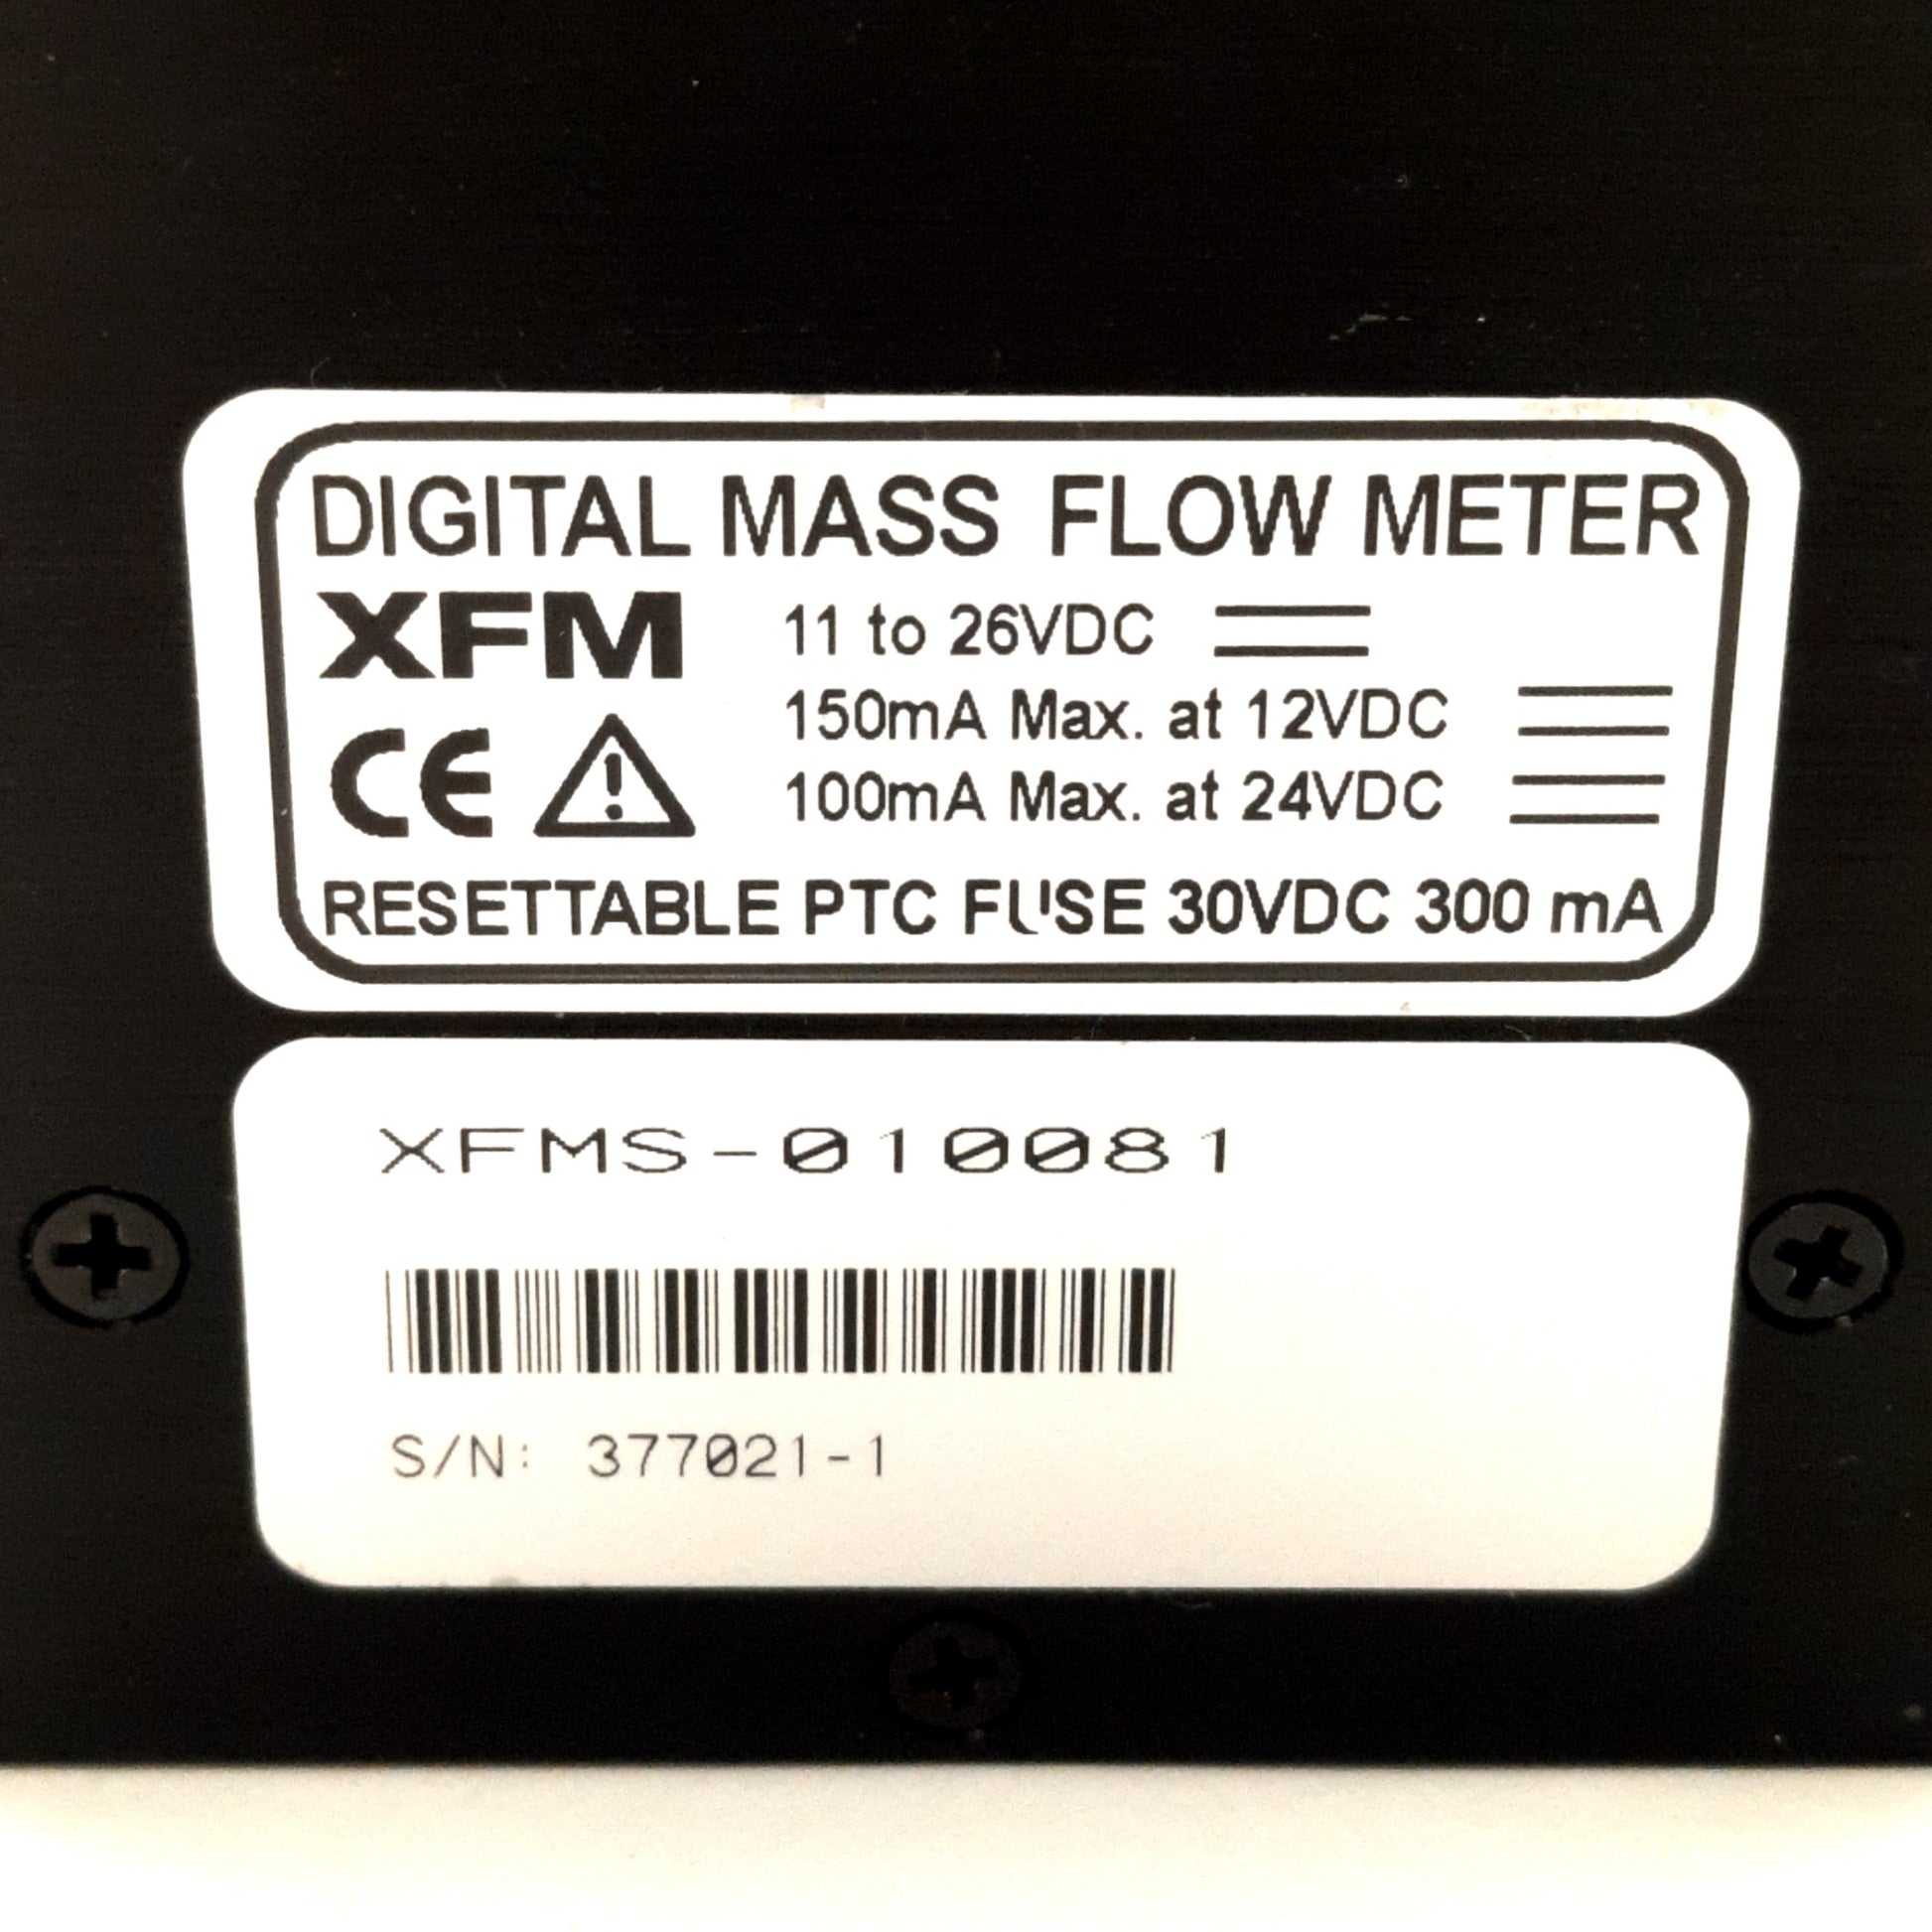 DIGITAL MASS FLOW METER
XFM 11 to 26VDC
150mA Max. at 12VDC
CE 100mA Max. at 24VDC
RESETTABLE PTC FUSE 30VDC 300 mA
XFMS-010081
S/N: 377021-1